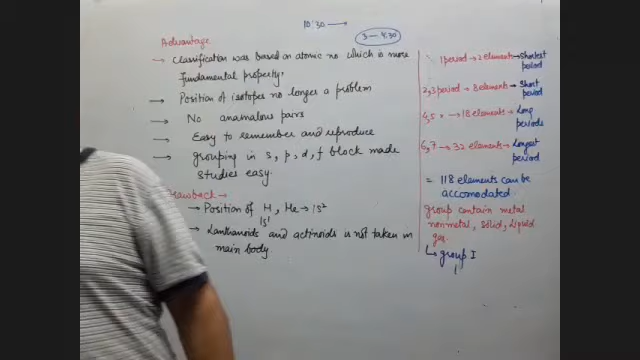 10:30 →
3 - 4:30
Advantage
→ Classification was based on atomic no which is more
fundamental property.
→ Position of isotopes no longer a problem
→ No anamalous pairs
→ Easy to remember and reproduce
→ grouping in s, p, d, f block made
studies easy.
rawback →
→ Position of H, He → 1s²
1s¹
→ Lanthanoids and actinoids is not taken in
main body.
1 period → 2 elements → Shortest
period
2,3 period → 8 elements → Short
period
4,5 " → 18 elements → Long
periods
6,7 " → 32 elements → Longest
period
= 118 elements can be
accomodated.
group contain metal
nonmetal, Solid, Liquid
gas.
↳ group I